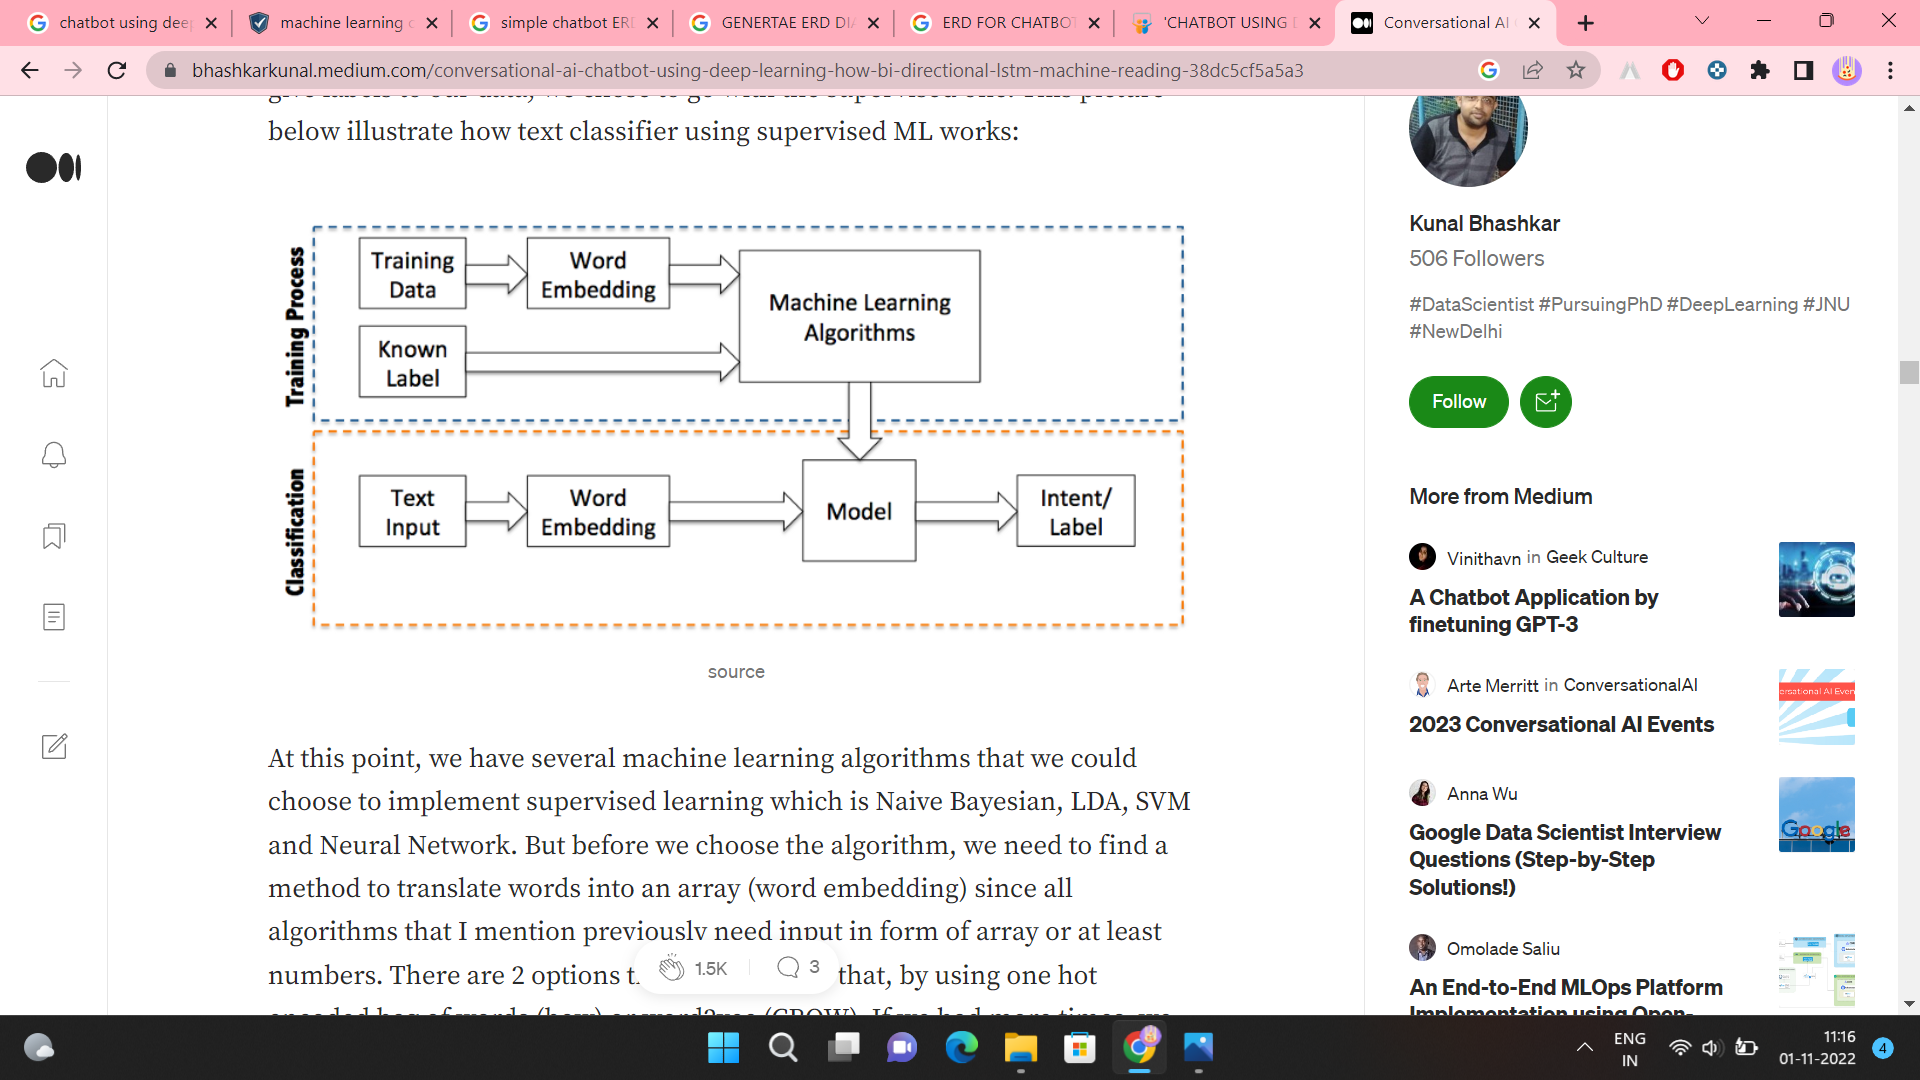 chatbot using dee
machine learning c
simple chatbot ERD
GENERTAE ERD DIA
ERD FOR CHATBOT
'CHATBOT USING D
Conversational AI
bhashkarkunal.medium.com/conversational-ai-chatbot-using-deep-learning-how-bi-directional-lstm-machine-reading-38dc5cf5a5a3
below illustrate how text classifier using supervised ML works:
Training Process
Training
Data
Word
Embedding
Machine Learning
Algorithms
Known
Label
Classification
Text
Input
Word
Embedding
Model
Intent/
Label
source
At this point, we have several machine learning algorithms that we could
choose to implement supervised learning which is Naive Bayesian, LDA, SVM
and Neural Network. But before we choose the algorithm, we need to find a
method to translate words into an array (word embedding) since all
algorithms that I mention previously need input in form of array or at least
numbers. There are 2 options t that, by using one hot
1.5K
3
Kunal Bhashkar
506 Followers
#DataScientist #PursuingPhD #DeepLearning #JNU
#NewDelhi
Follow
More from Medium
Vinithavn in Geek Culture
A Chatbot Application by
finetuning GPT-3
Arte Merritt in ConversationalAI
2023 Conversational AI Events
ersational AI Even
Anna Wu
Google Data Scientist Interview
Questions (Step-by-Step
Solutions!)
Google
Omolade Saliu
An End-to-End MLOps Platform
Implementation using Open-
ENG
IN
11:16
01-11-2022
4